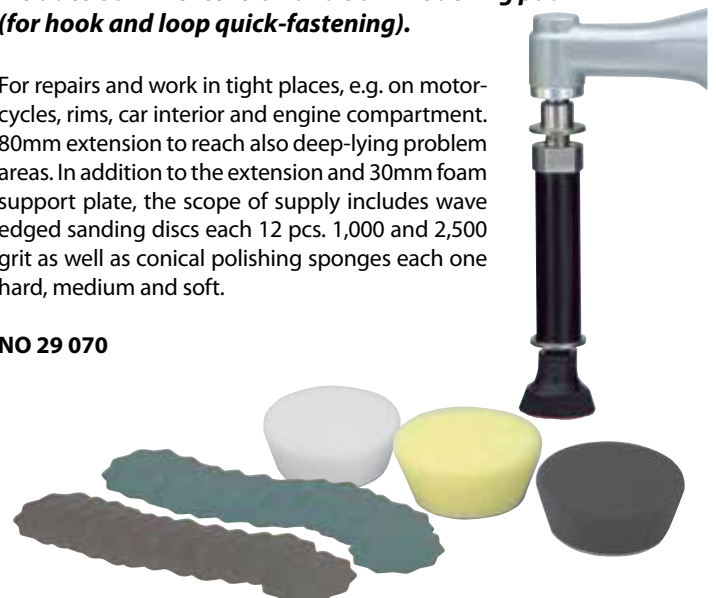 (for hook and loop quick-fastening).
For repairs and work in tight places, e.g. on motor-
cycles, rims, car interior and engine compartment.
80mm extension to reach also deep-lying problem
areas. In addition to the extension and 30mm foam
support plate, the scope of supply includes wave
edged sanding discs each 12 pcs. 1,000 and 2,500
grit as well as conical polishing sponges each one
hard, medium and soft.
NO 29 070